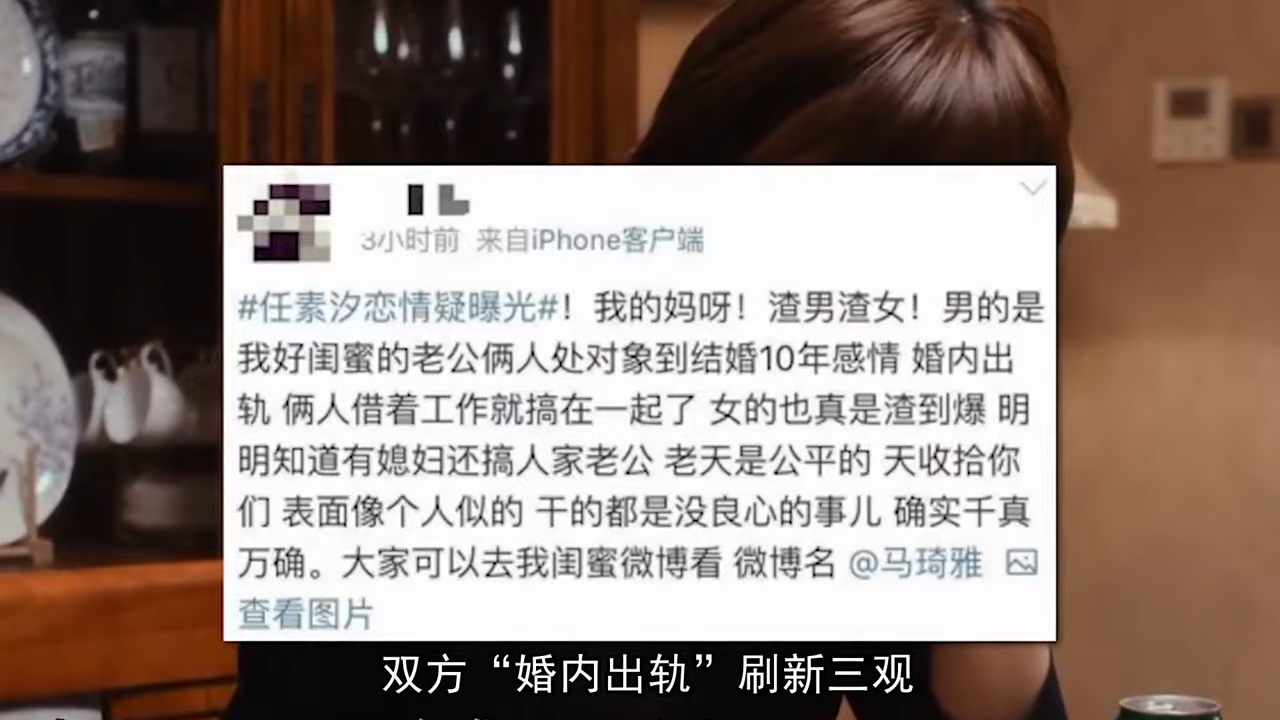 3小时前 来自iPhone客户端
#任素汐恋情疑曝光#！我的妈呀！渣男渣女！男的是
我好闺蜜的老公俩人处对象到结婚10年感情 婚内出
轨 俩人借着工作就搞在一起了 女的也真是渣到爆 明
明知道有媳妇还搞人家老公 老天是公平的 天收拾你
们 表面像个人似的 干的都是没良心的事儿 确实千真
万确。大家可以去我闺蜜微博看 微博名 @马琦雅
查看图片
双方“婚内出轨”刷新三观